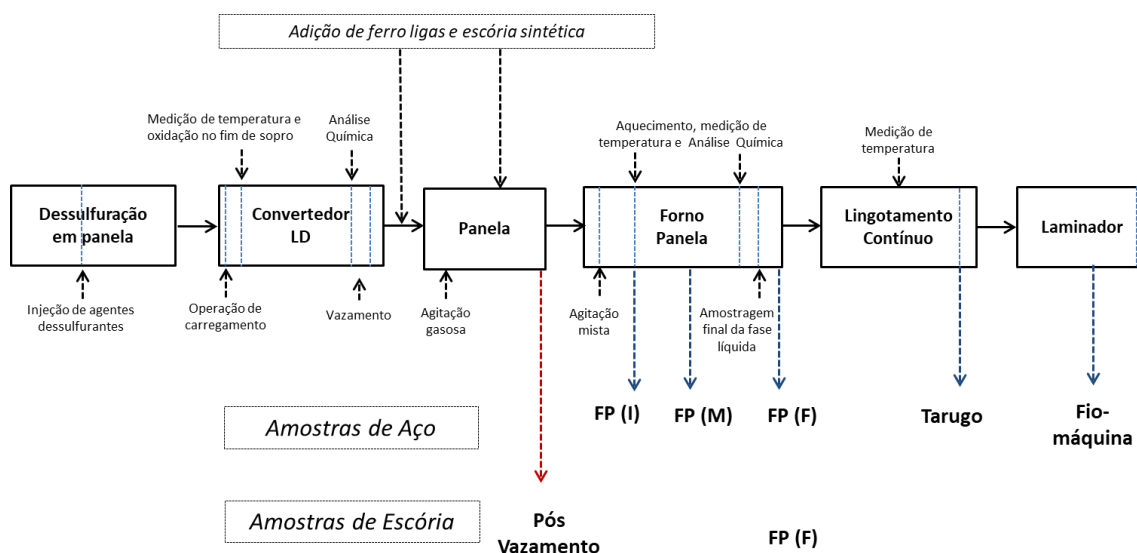 Adição de ferro ligas e escória sintética
Medição de temperatura e
oxidação no fim de sopro
Análise
Química
Aquecimento, medição de
temperatura e Análise Química
Medição de
temperatura
Dessulfuração
em panela
Convertedor
LD
Panela
Forno
Panela
Lingotamento
Contínuo
Laminador
Injeção de agentes
dessulfurantes
Operação de
carregamento
Vazamento
Agitação
gasosa
Agitação
mista
Amostragem
final da fase
líquida
FP (I)
FP (M)
FP (F)
Tarugo
Fio-
máquina
Amostras de Aço
Amostras de Escória
Pós
Vazamento
FP (F)